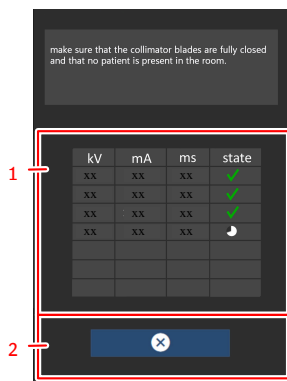 make sure that the collimator blades are fully closed
and that no patient is present in the room.
kV mA ms state
1
xx xx xx
xx xx xx
xx xx xx
xx xx xx
2